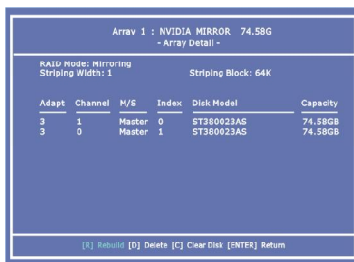 Array 1 : NVIDIA MIRROR 74.58G
- Array Detail -
RAID Mode: Mirroring
Striping Width: 1 Striping Block: 64K
Adapt Channel M/S Index Disk Model Capacity
3 1 Master 0 ST380023AS 74.58GB
3 0 Master 1 ST380023AS 74.58GB
[R] Rebuild [D] Delete [C] Clear Disk [ENTER] Return